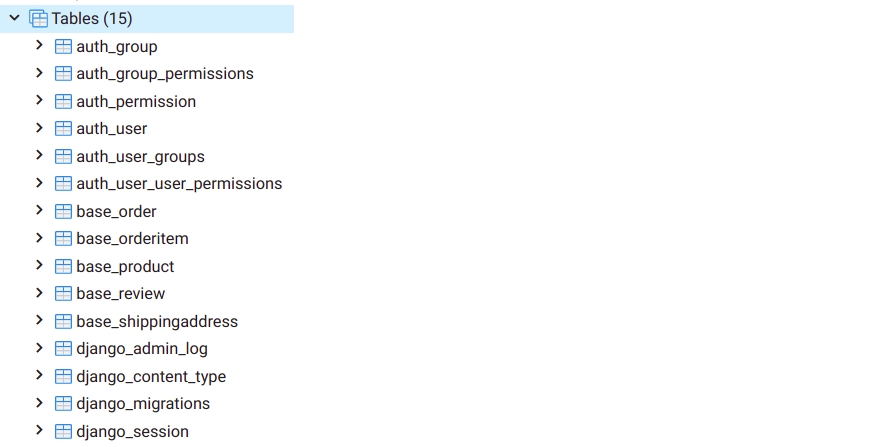 Tables (15)
auth_group
auth_group_permissions
auth_permission
auth_user
auth_user_groups
auth_user_user_permissions
base_order
base_orderitem
base_product
base_review
base_shippingaddress
django_admin_log
django_content_type
django_migrations
django_session